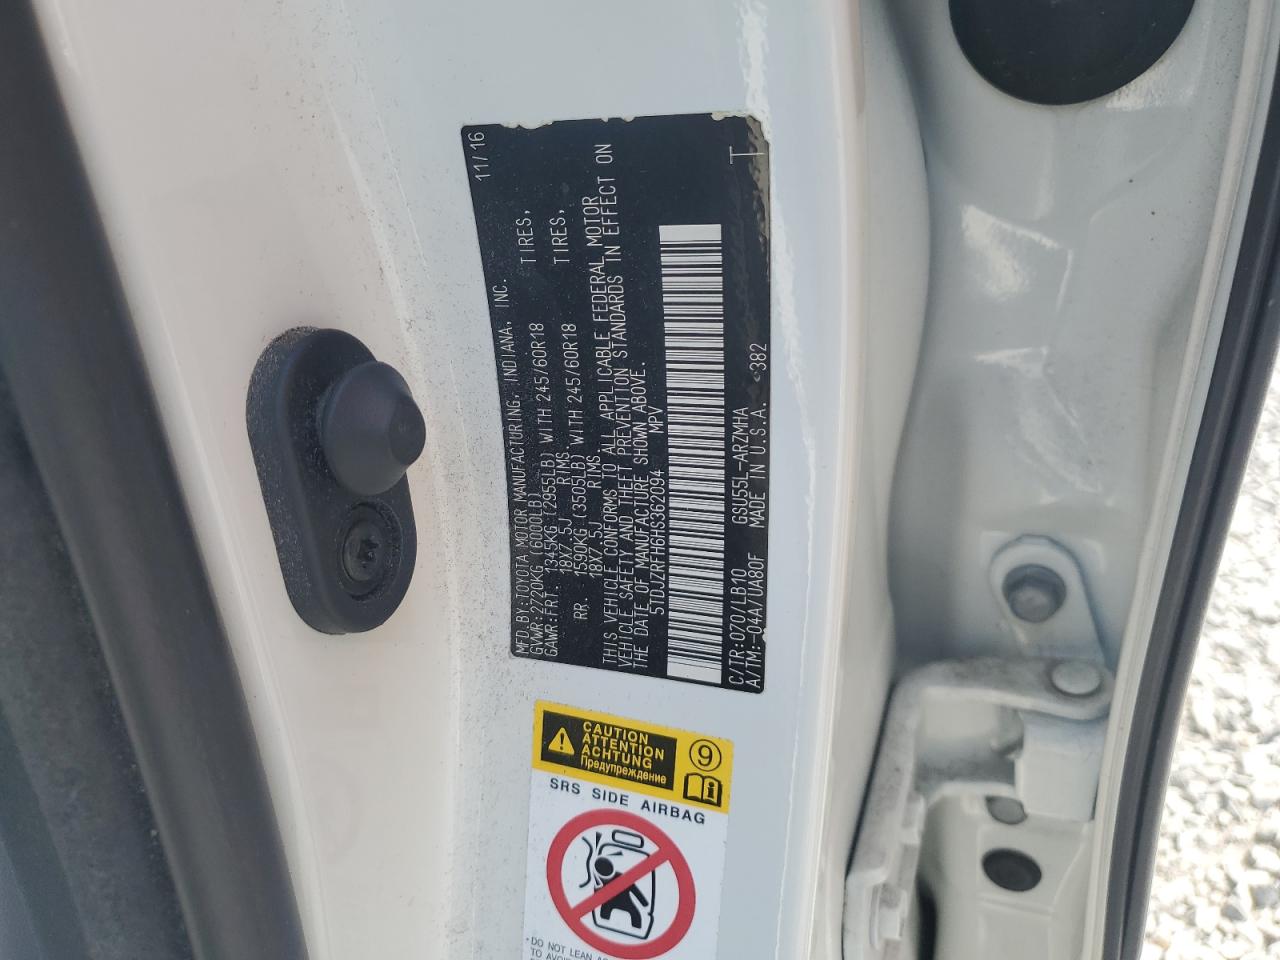 MFD BY:TOYOTA MOTOR MANUFACTURING, INDIANA, INC. 11/16
GVWR:2720KG (6000LB)
GAWR:FRT. 1345KG (2955LB) WITH 245/60R18 TIRES,
18X7.5J RIMS.
RR. 1590KG (3505LB) WITH 245/60R18 TIRES,
18X7.5J RIMS.
THIS VEHICLE CONFORMS TO ALL APPLICABLE FEDERAL MOTOR
VEHICLE SAFETY AND THEFT PREVENTION STANDARDS IN EFFECT ON
THE DATE OF MANUFACTURE SHOWN ABOVE.
5TDJZRFH6HS362094 MPV
C/TR:070/LB10 GSU55L-ARZMHA
A/TM:-04A/UA80F MADE IN U.S.A. 382
T
CAUTION
ATTENTION
ACHTUNG
Предупреждение
9
SRS SIDE AIRBAG
DO NOT LEAN
TO